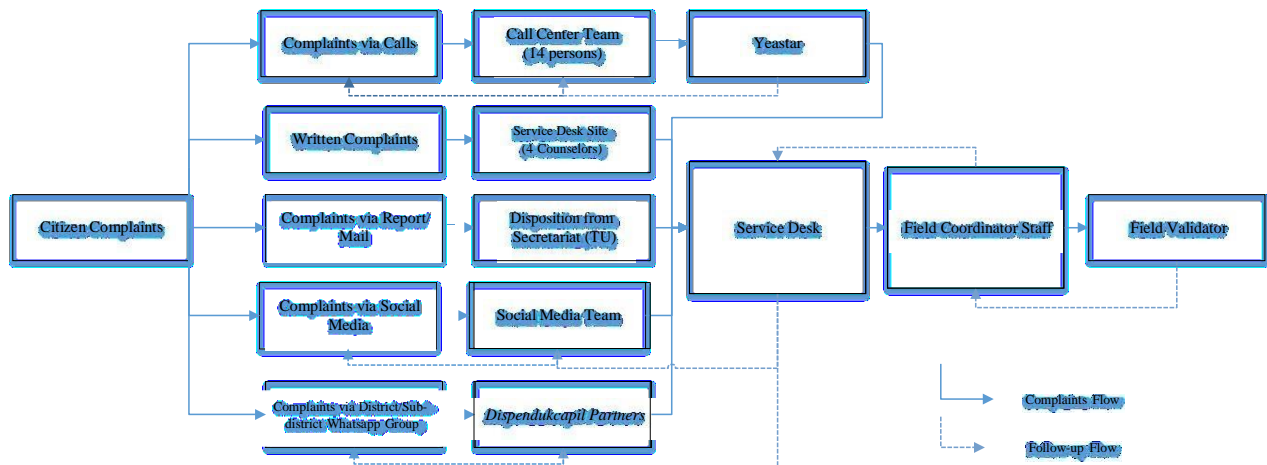 Complaints via Calls
Call Center Team
(14 persons)
Yeastar
Written Complaints
Service Desk Site
(4 Counselors)
Citizen Complaints
Complaints via Report/
Mail
Disposition from
Secretariat (TU)
Service Desk
Field Coordinator Staff
Field Validator
Complaints via Social
Media
Social Media Team
Complaints via District/Sub-
district Whatsapp Group
Dispendukcapil Partners
Complaints Flow
Follow-up Flow